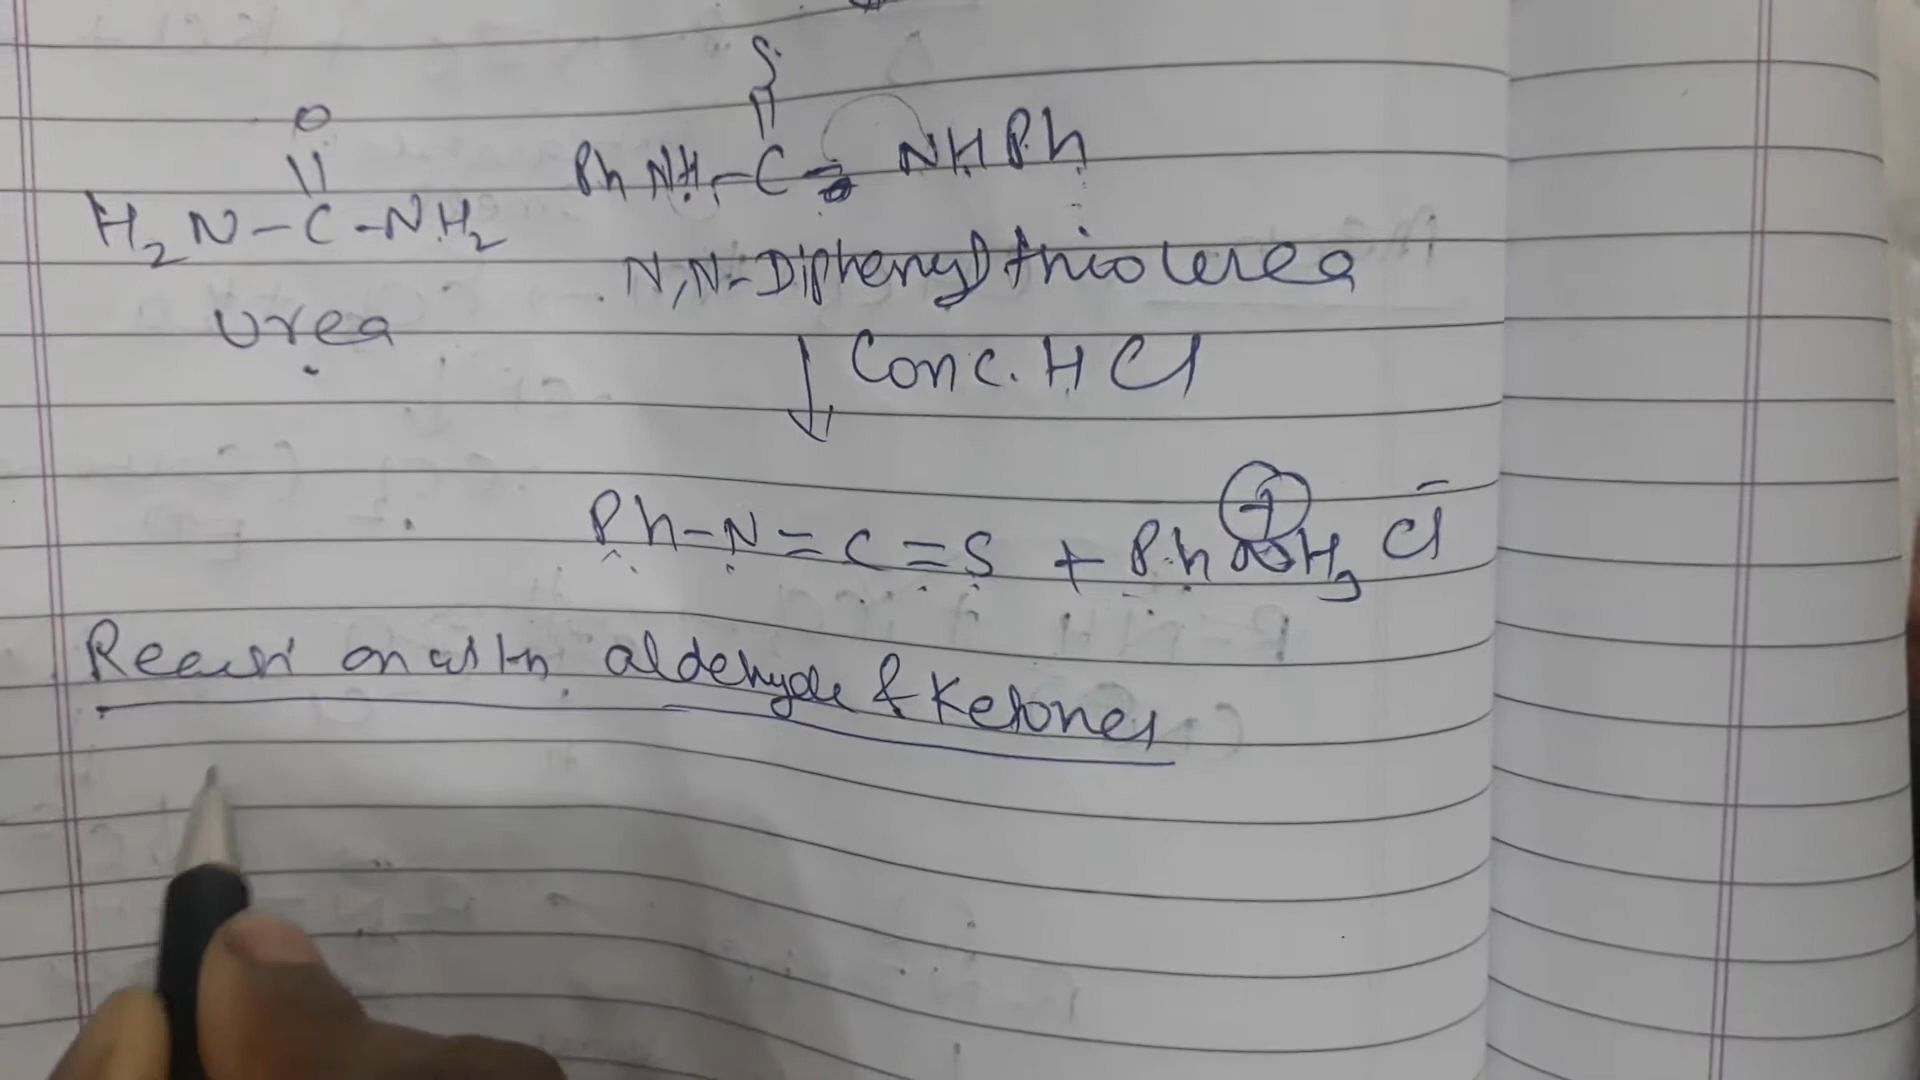 O
||
H2N-C-NH2
Urea
S
||
PhNH-C-NHPh
N,N-Diphenyl thiourea
↓ Conc. HCl
Ph-N=C=S + PhNH3 Cl
⊕ -
Reaction with aldehyde & Ketones